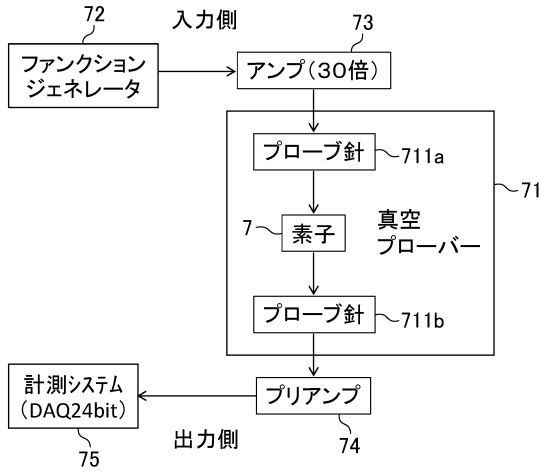 72
入力側
73
ファンクション
ジェネレータ
アンプ(30倍)
プローブ針
711a
71
7
素子
真空
プローバー
プローブ針
711b
計測システム
(DAQ24bit)
プリアンプ
75
出力側
74